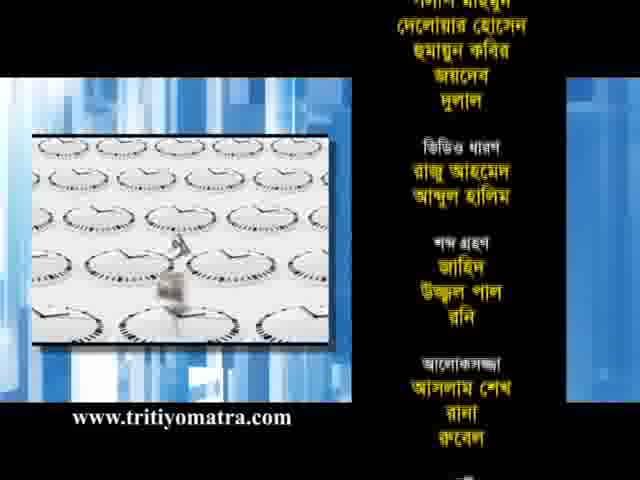 দেলোয়ার হোসেন
হুমায়ুন কবির
জয়দেব
দুলাল
ভিডিও ধারণ
রাজু আহমেদ
আব্দুল হালিম
শব্দ গ্রহণ
জাহিদ
উজ্জ্বল পাল
রনি
আলোকসজ্জা
আসলাম শেখ
রানা
রুবেল
www.tritiyomatra.com